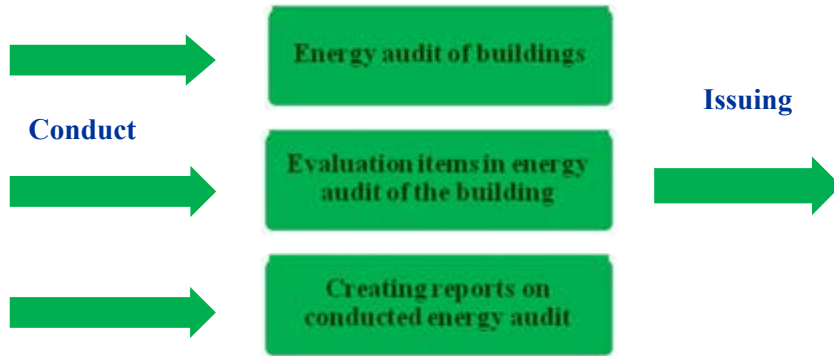 Conduct
Energy audit of buildings
Evaluation items in energy
audit of the building
Creating reports on
conducted energy audit
Issuing